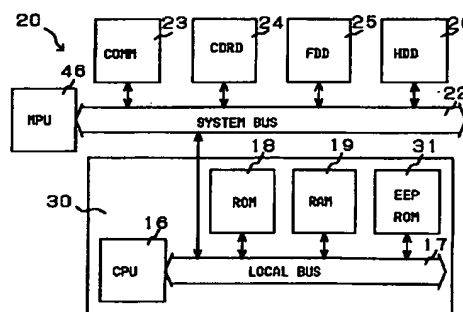 20
23
24
25
26
COMM
CDRD
FDD
HDD
46
MPU
22
SYSTEM BUS
18
19
31
30
16
ROM
RAM
EEP
ROM
CPU
17
LOCAL BUS